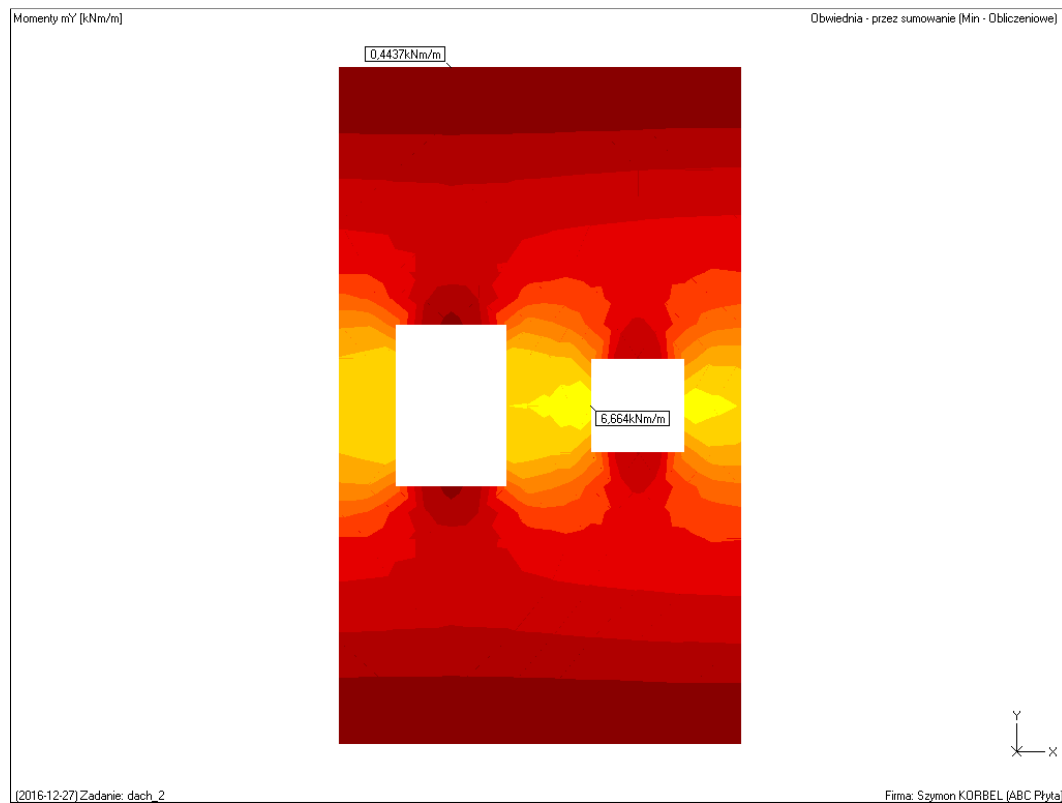 Momenty mY [kNm/m]
Obwiednia - przez sumowanie (Min - Obliczeniowe)
0,4437kNm/m
6,664kNm/m
Y
X
(2016-12-27) Zadanie: dach_2
Firma: Szymon KORBEL (ABC Płyta)